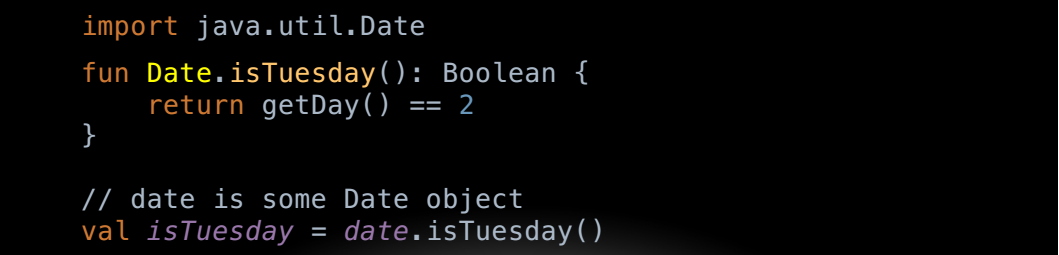 import java.util.Date
fun Date.isTuesday(): Boolean {
    return getDay() == 2
}
// date is some Date object
val isTuesday = date.isTuesday()